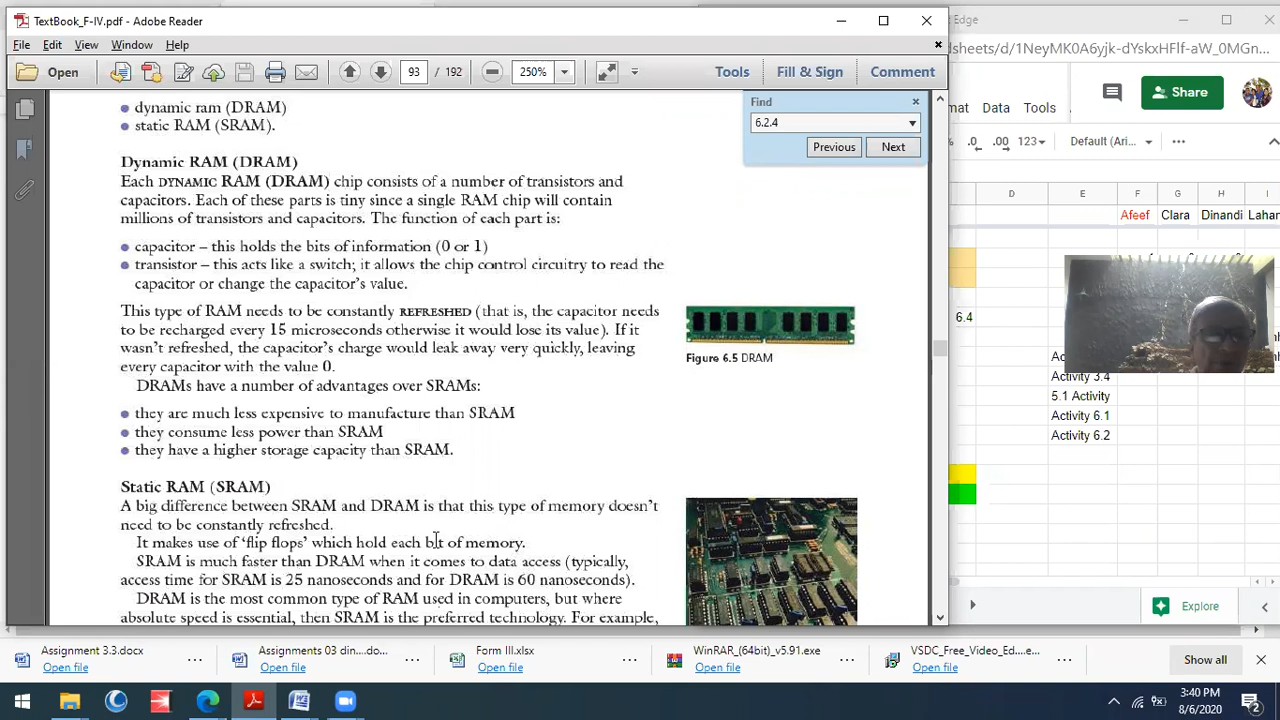 TextBook_F-IV.pdf - Adobe Reader
Edge
File Edit View Window Help
dsheets/d/1NeyMK0A6yjk-dYskxHFlf-aW_0MGn...
Open
93 / 192
250%
Tools Fill & Sign Comment
Share
mat Data Tools
.0 .00 123 Default (Ari...
Find
6.2.4
Previous Next
dynamic ram (DRAM)
static RAM (SRAM).
Dynamic RAM (DRAM)
Each DYNAMIC RAM (DRAM) chip consists of a number of transistors and
capacitors. Each of these parts is tiny since a single RAM chip will contain
millions of transistors and capacitors. The function of each part is:
capacitor – this holds the bits of information (0 or 1)
transistor – this acts like a switch; it allows the chip control circuitry to read the
capacitor or change the capacitor's value.
This type of RAM needs to be constantly REFRESHED (that is, the capacitor needs
to be recharged every 15 microseconds otherwise it would lose its value). If it
wasn't refreshed, the capacitor's charge would leak away very quickly, leaving
every capacitor with the value 0.
DRAMs have a number of advantages over SRAMs:
they are much less expensive to manufacture than SRAM
they consume less power than SRAM
they have a higher storage capacity than SRAM.
Figure 6.5 DRAM
Static RAM (SRAM)
A big difference between SRAM and DRAM is that this type of memory doesn't
need to be constantly refreshed.
It makes use of 'flip flops' which hold each bit of memory.
SRAM is much faster than DRAM when it comes to data access (typically,
access time for SRAM is 25 nanoseconds and for DRAM is 60 nanoseconds).
DRAM is the most common type of RAM used in computers, but where
absolute speed is essential, then SRAM is the preferred technology. For example,
D E F G H I
Afeef Clara Dinandi Lahan
6.4
Activity 3.4
5.1 Activity
Activity 6.1
Activity 6.2
Explore
Assignment 3.3.docx
Open file
Assignments 03 din....do...
Open file
Form III.xlsx
Open file
WinRAR_(64bit)_v5.91.exe
Open file
VSDC_Free_Video_Ed....e...
Open file
Show all
3:40 PM
8/6/2020
2